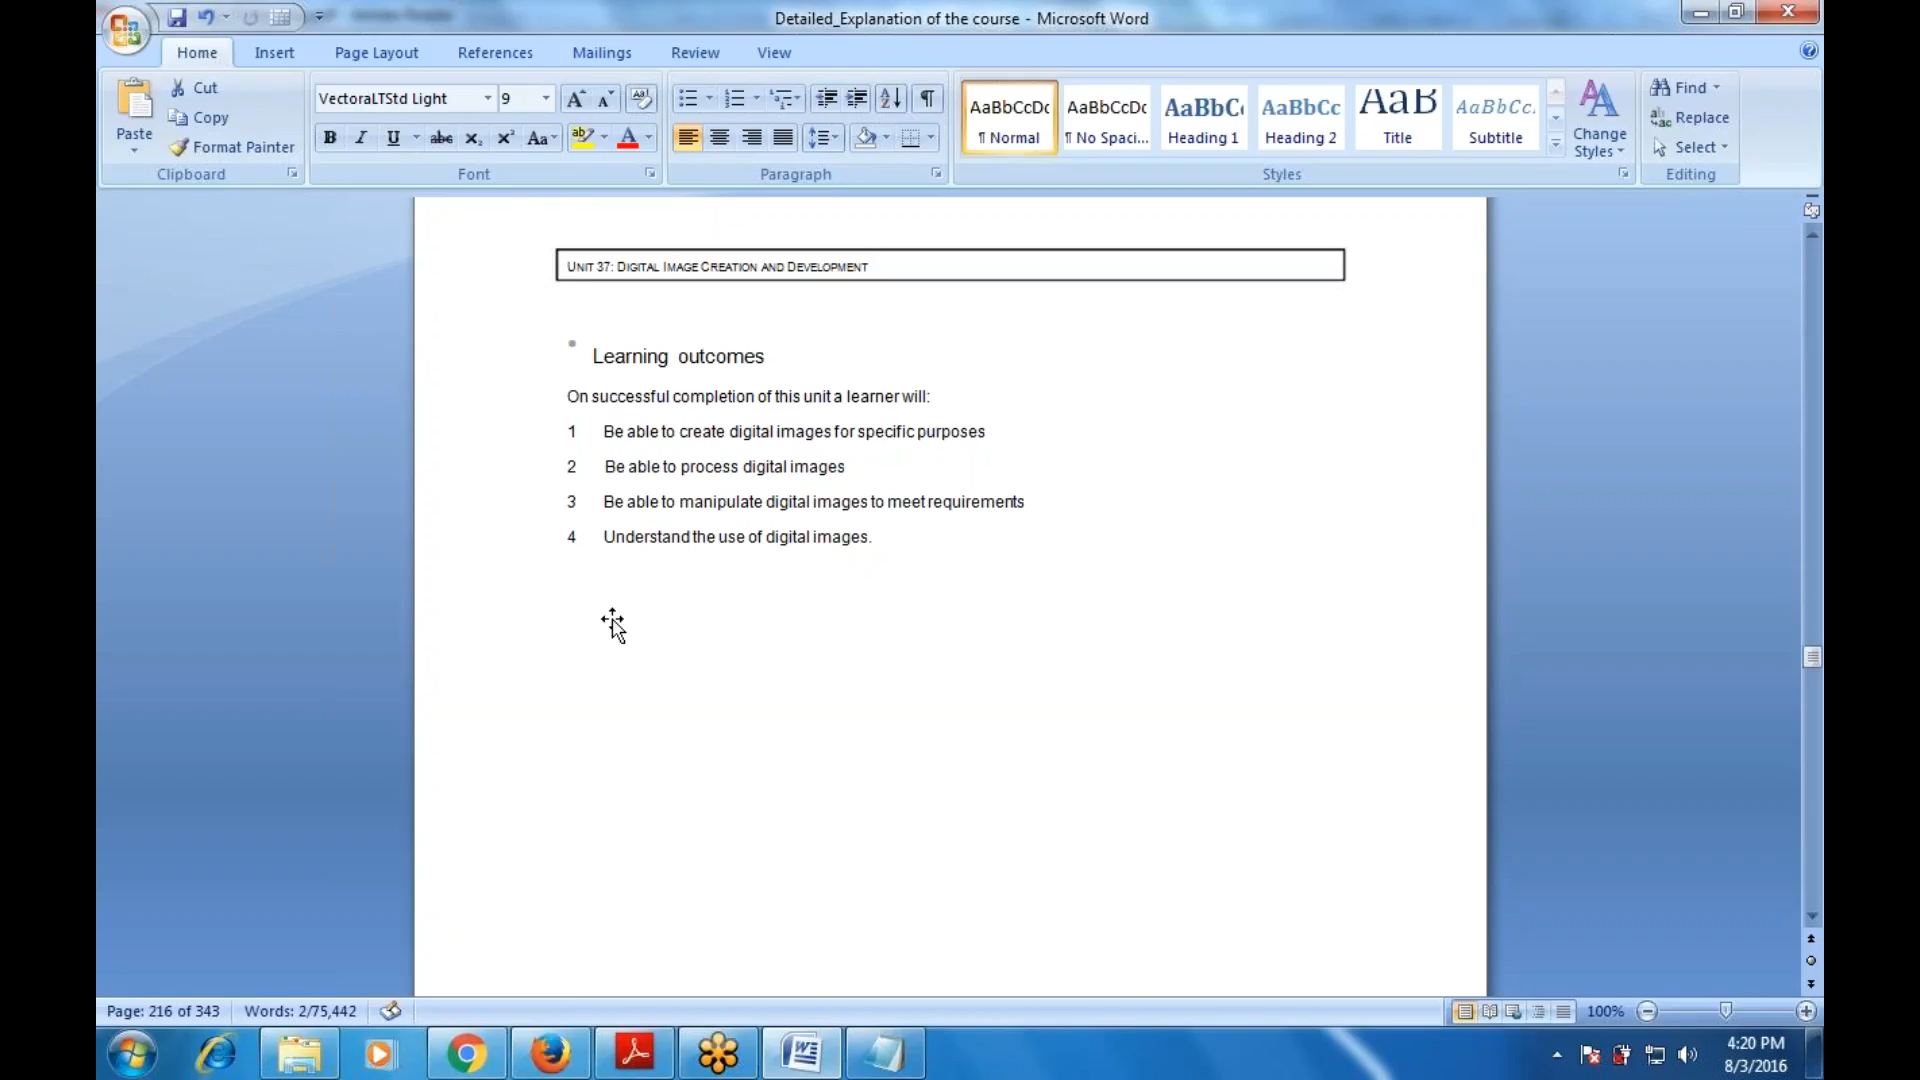 Detailed_Explanation of the course - Microsoft Word
Home Insert Page Layout References Mailings Review View
Paste
Cut
Copy
Format Painter
Clipboard
VectoraLTStd Light 9
Font
Paragraph
AaBbCcDc AaBbCcDc AaBbC AaBbCc AaB AaBbCc.
¶ Normal ¶ No Spaci... Heading 1 Heading 2 Title Subtitle
Change
Styles
Styles
Find
Replace
Select
Editing
UNIT 37: DIGITAL IMAGE CREATION AND DEVELOPMENT
Learning outcomes
On successful completion of this unit a learner will:
1 Be able to create digital images for specific purposes
2 Be able to process digital images
3 Be able to manipulate digital images to meet requirements
4 Understand the use of digital images.
Page: 216 of 343 Words: 2/75,442 100%
4:20 PM
8/3/2016